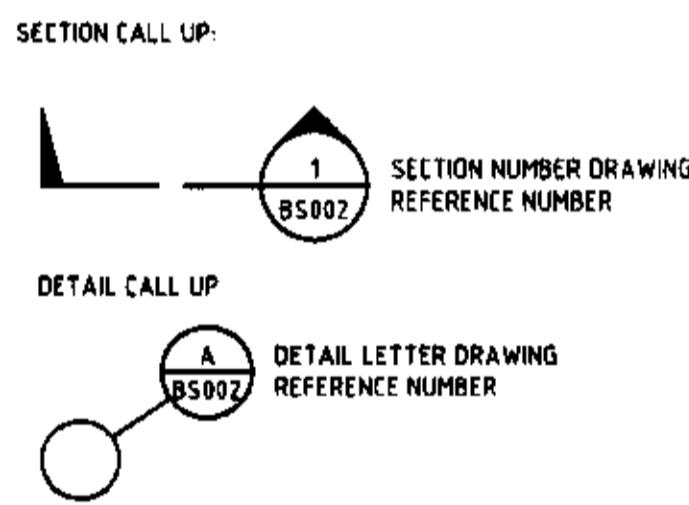 SECTION CALL UP:
1
BS002
SECTION NUMBER DRAWING
REFERENCE NUMBER
DETAIL CALL UP
A
BS002
DETAIL LETTER DRAWING
REFERENCE NUMBER